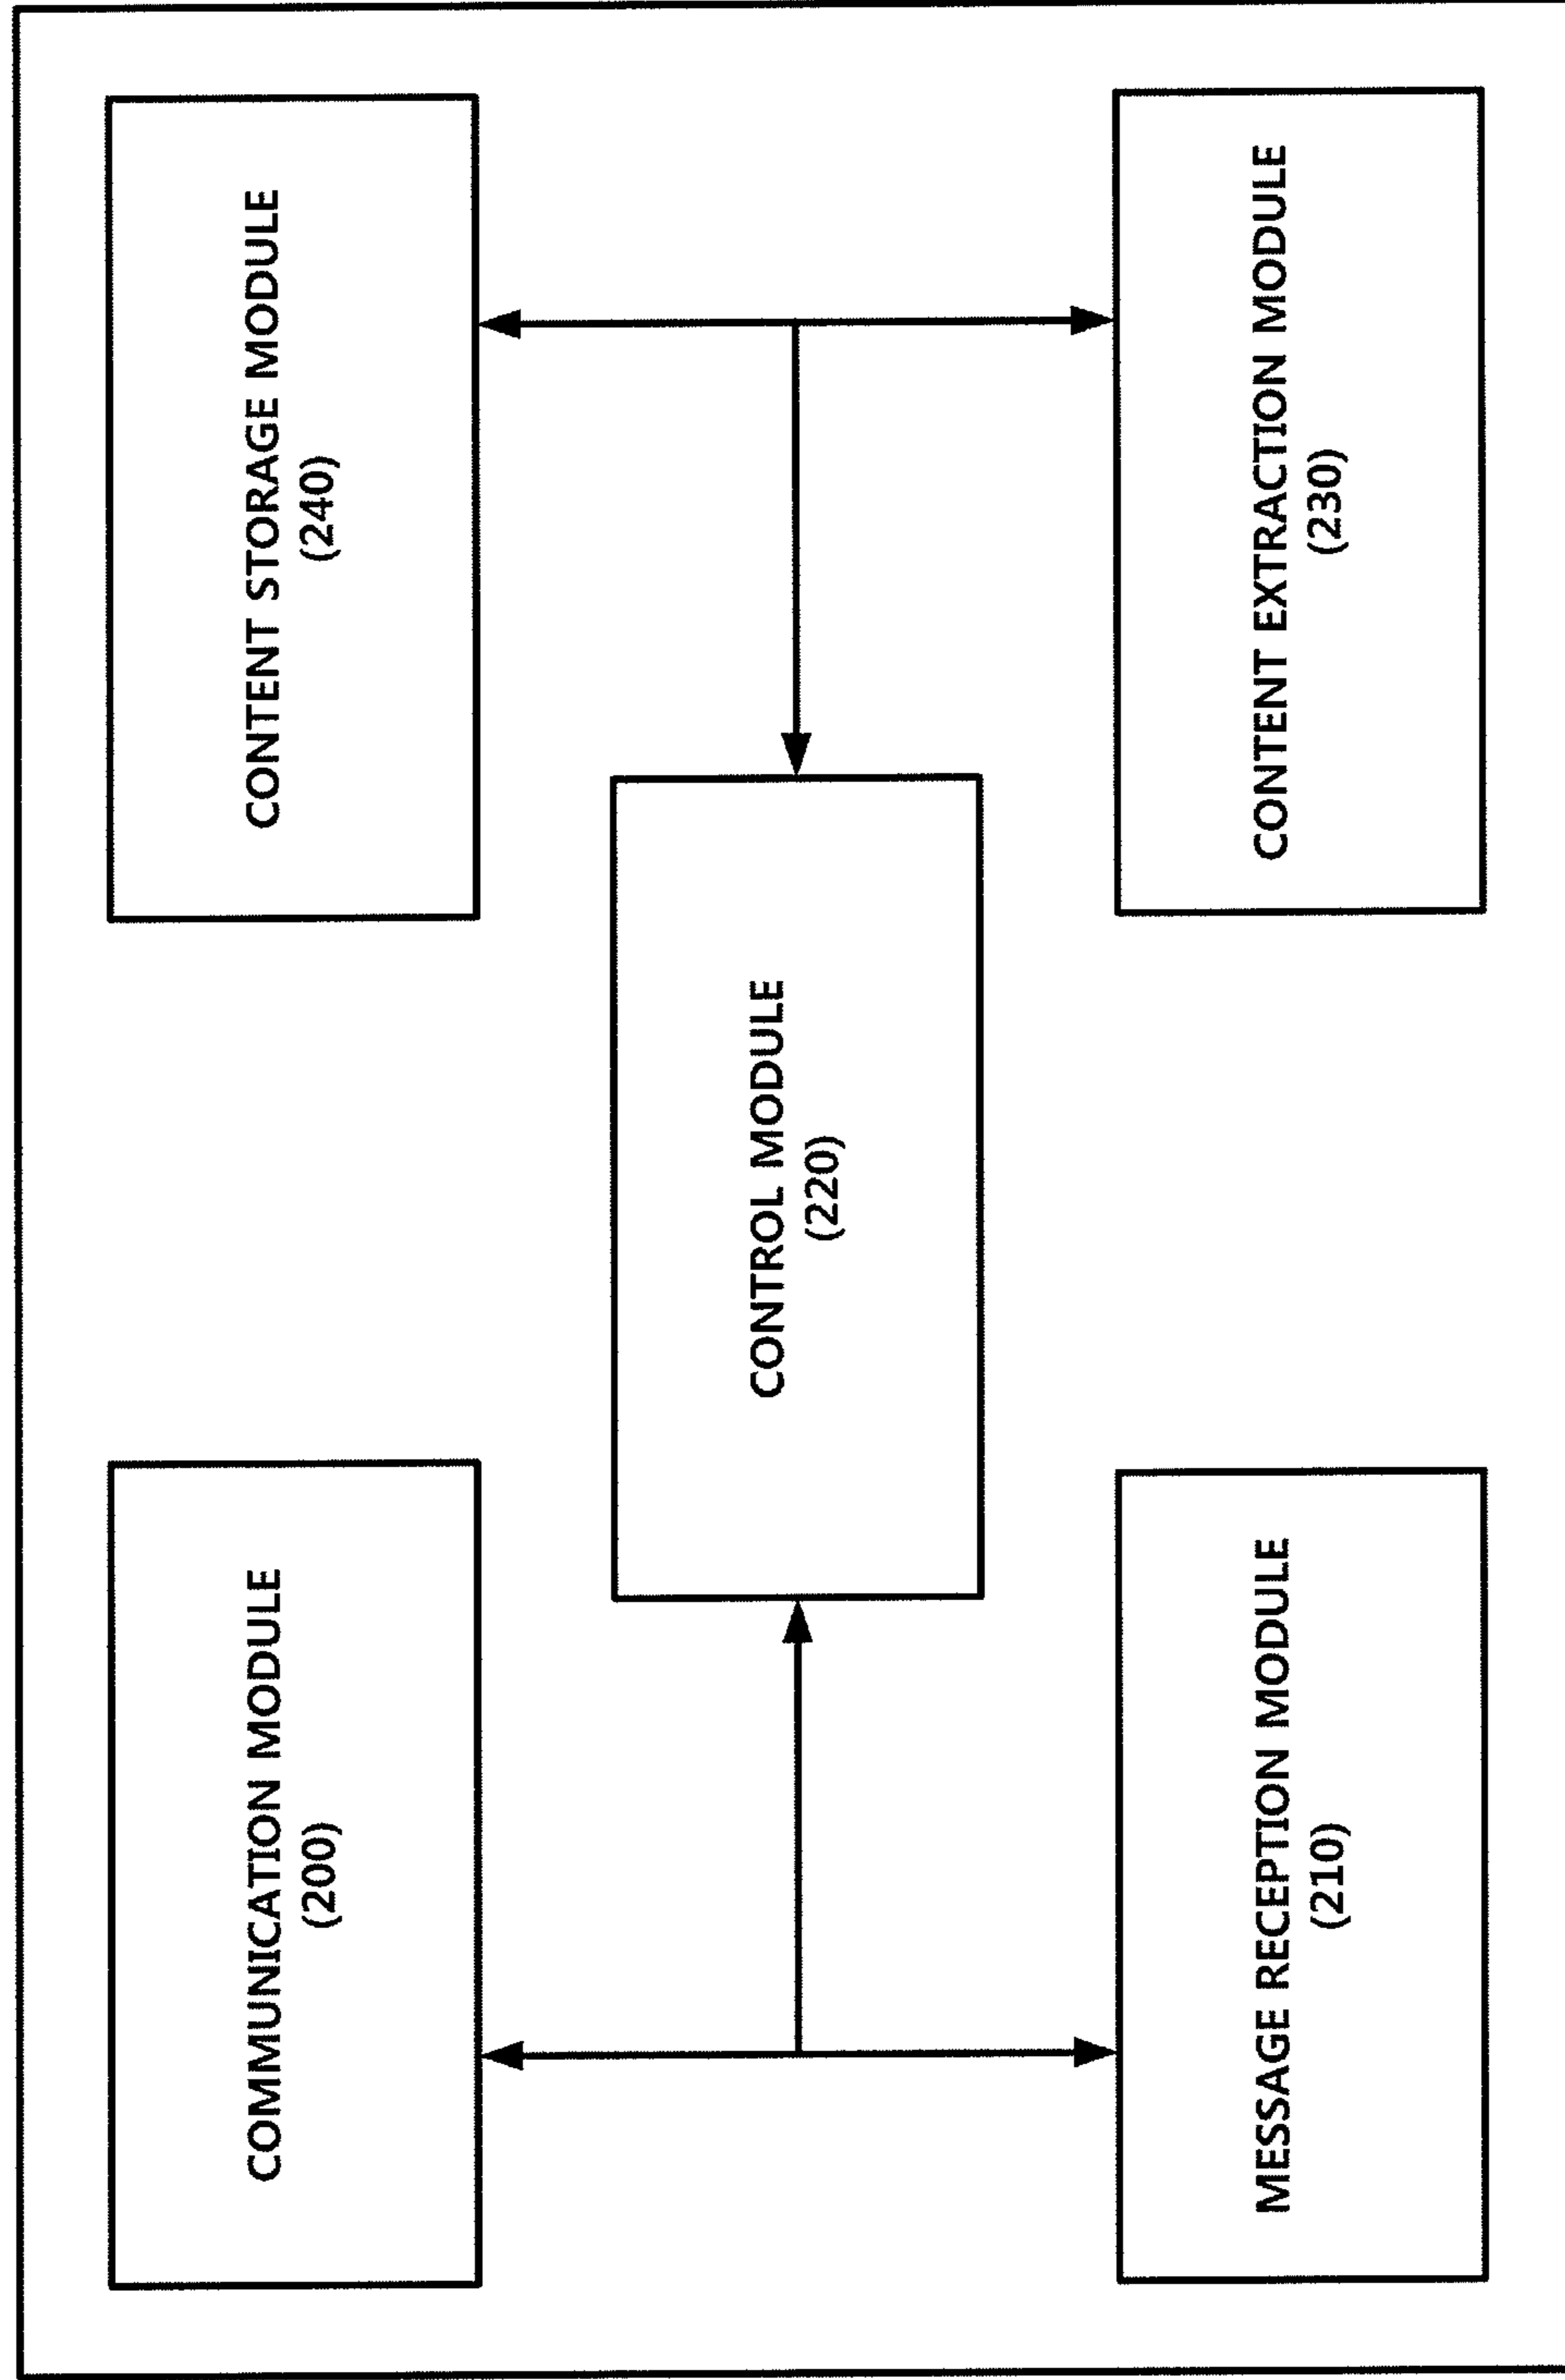 COMMUNICATION MODULE
(200)
CONTENT STORAGE MODULE
(240)
CONTROL MODULE
(220)
MESSAGE RECEPTION MODULE
(210)
CONTENT EXTRACTION MODULE
(230)